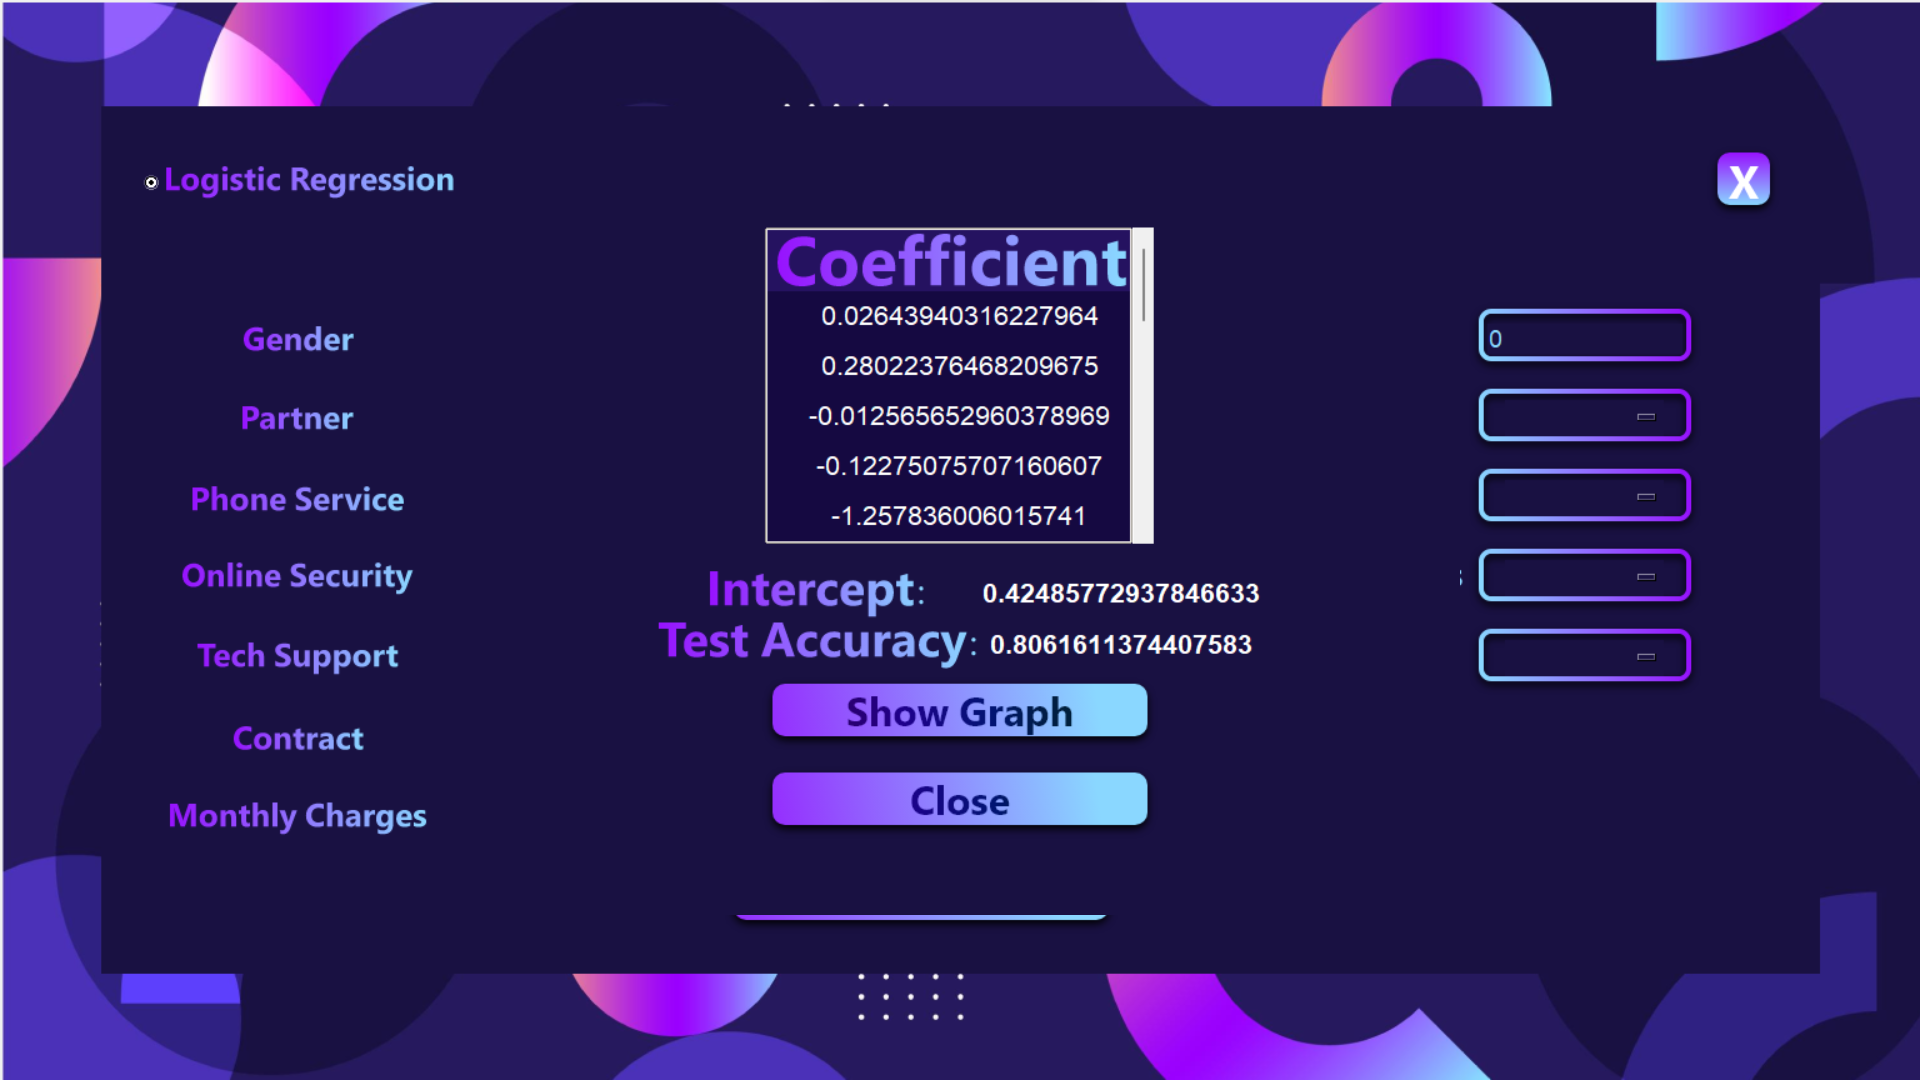 Logistic Regression
X
Coefficient
0.02643940316227964
0.28022376468209675
-0.012565652960378969
-0.12275075707160607
-1.257836006015741
Gender
Partner
Phone Service
Online Security
Tech Support
Contract
Monthly Charges
0
Intercept: 0.42485772937846633
Test Accuracy: 0.8061611374407583
Show Graph
Close